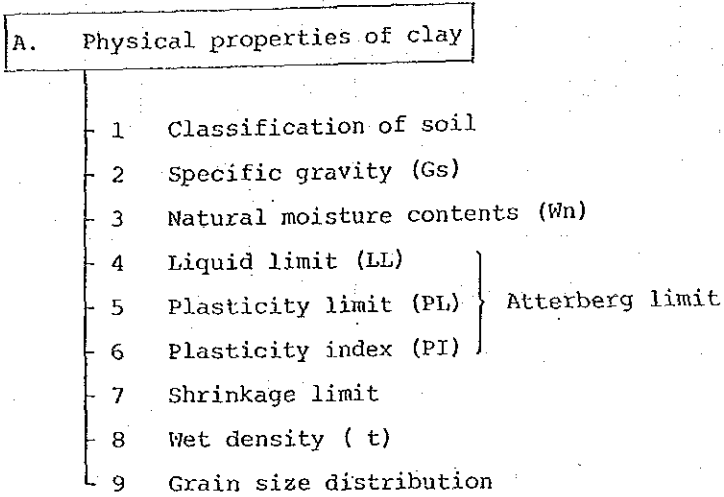 A. Physical properties of clay
1 Classification of soil
2 Specific gravity (Gs)
3 Natural moisture contents (Wn)
4 Liquid limit (LL)
5 Plasticity limit (PL) Atterberg limit
6 Plasticity index (PI)
7 Shrinkage limit
8 Wet density ( t)
9 Grain size distribution